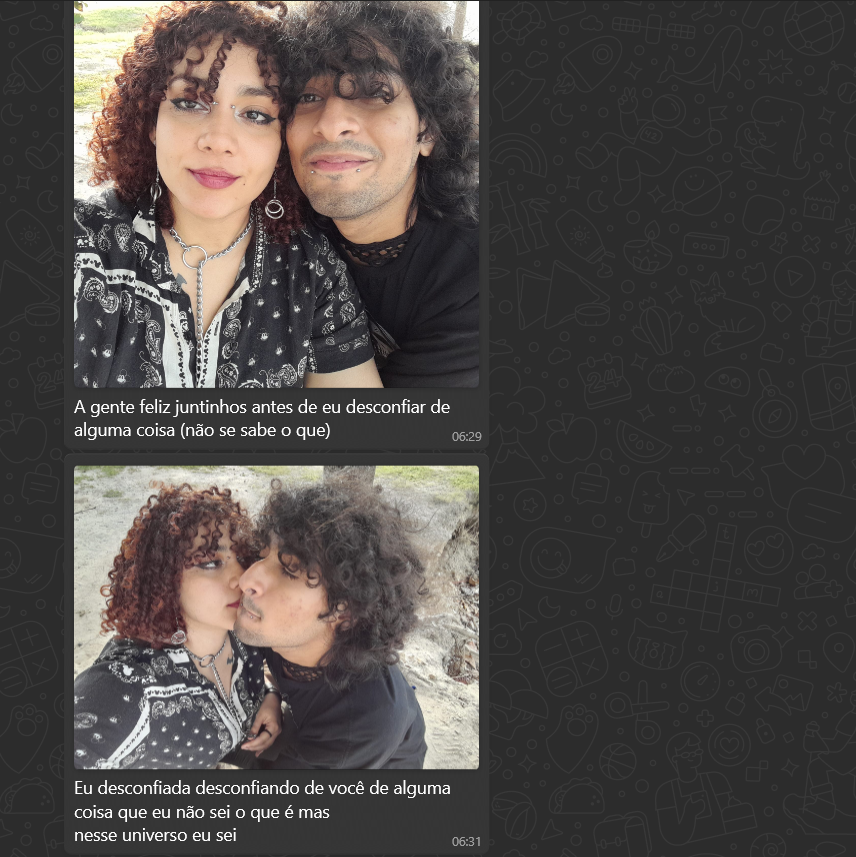 A gente feliz juntinhos antes de eu desconfiar de
alguma coisa (não se sabe o que)
06:29
Eu desconfiada desconfiando de você de alguma
coisa que eu não sei o que é mas
nesse universo eu sei
06:31